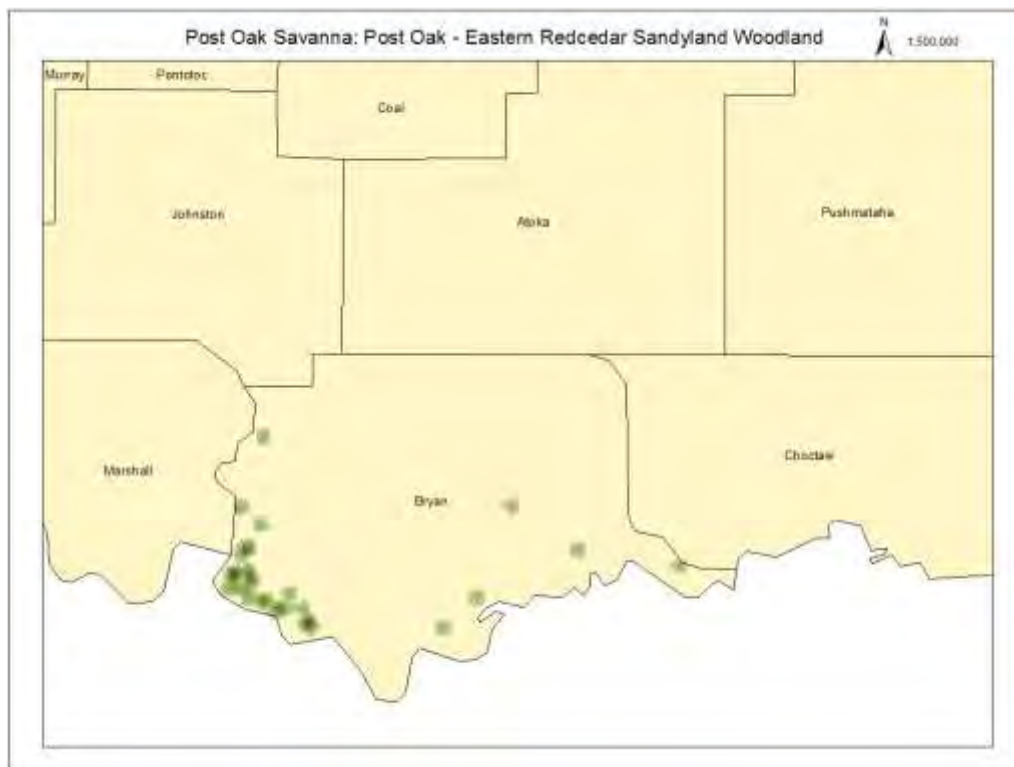 N
Post Oak Savanna: Post Oak - Eastern Redcedar Sandyland Woodland
1:500,000
Murray
Pontotoc
Coal
Johnston
Atoka
Pushmataha
Marshall
Bryan
Choctaw